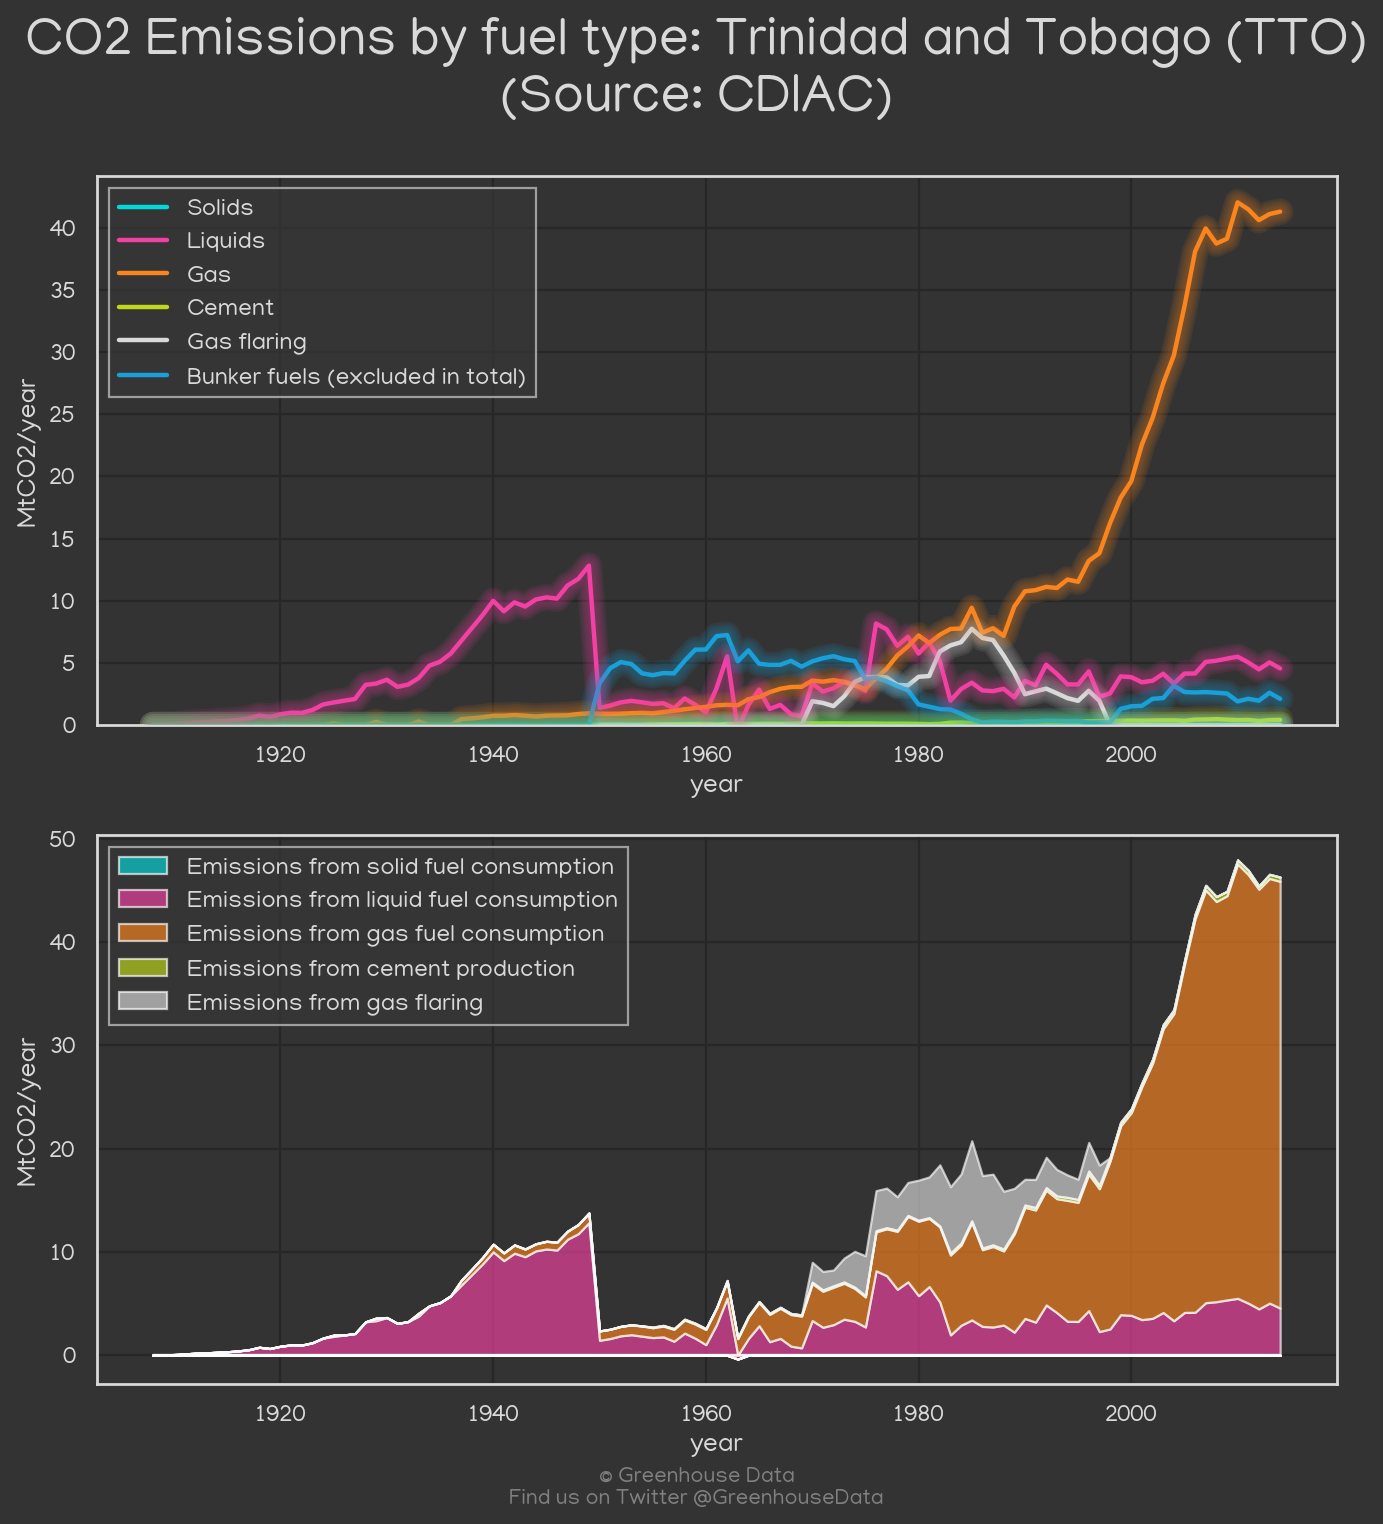 CO2 Emissions by fuel type: Trinidad and Tobago (TTO)
(Source: CDIAC)
Solids
Liquids
Gas
Cement
Gas flaring
Bunker fuels (excluded in total)
40
35
30
25
20
15
10
5
0
MtCO2/year
1920 1940 1960 1980 2000
year
Emissions from solid fuel consumption
Emissions from liquid fuel consumption
Emissions from gas fuel consumption
Emissions from cement production
Emissions from gas flaring
50
40
30
20
10
0
MtCO2/year
1920 1940 1960 1980 2000
year
© Greenhouse Data
Find us on Twitter @GreenhouseData